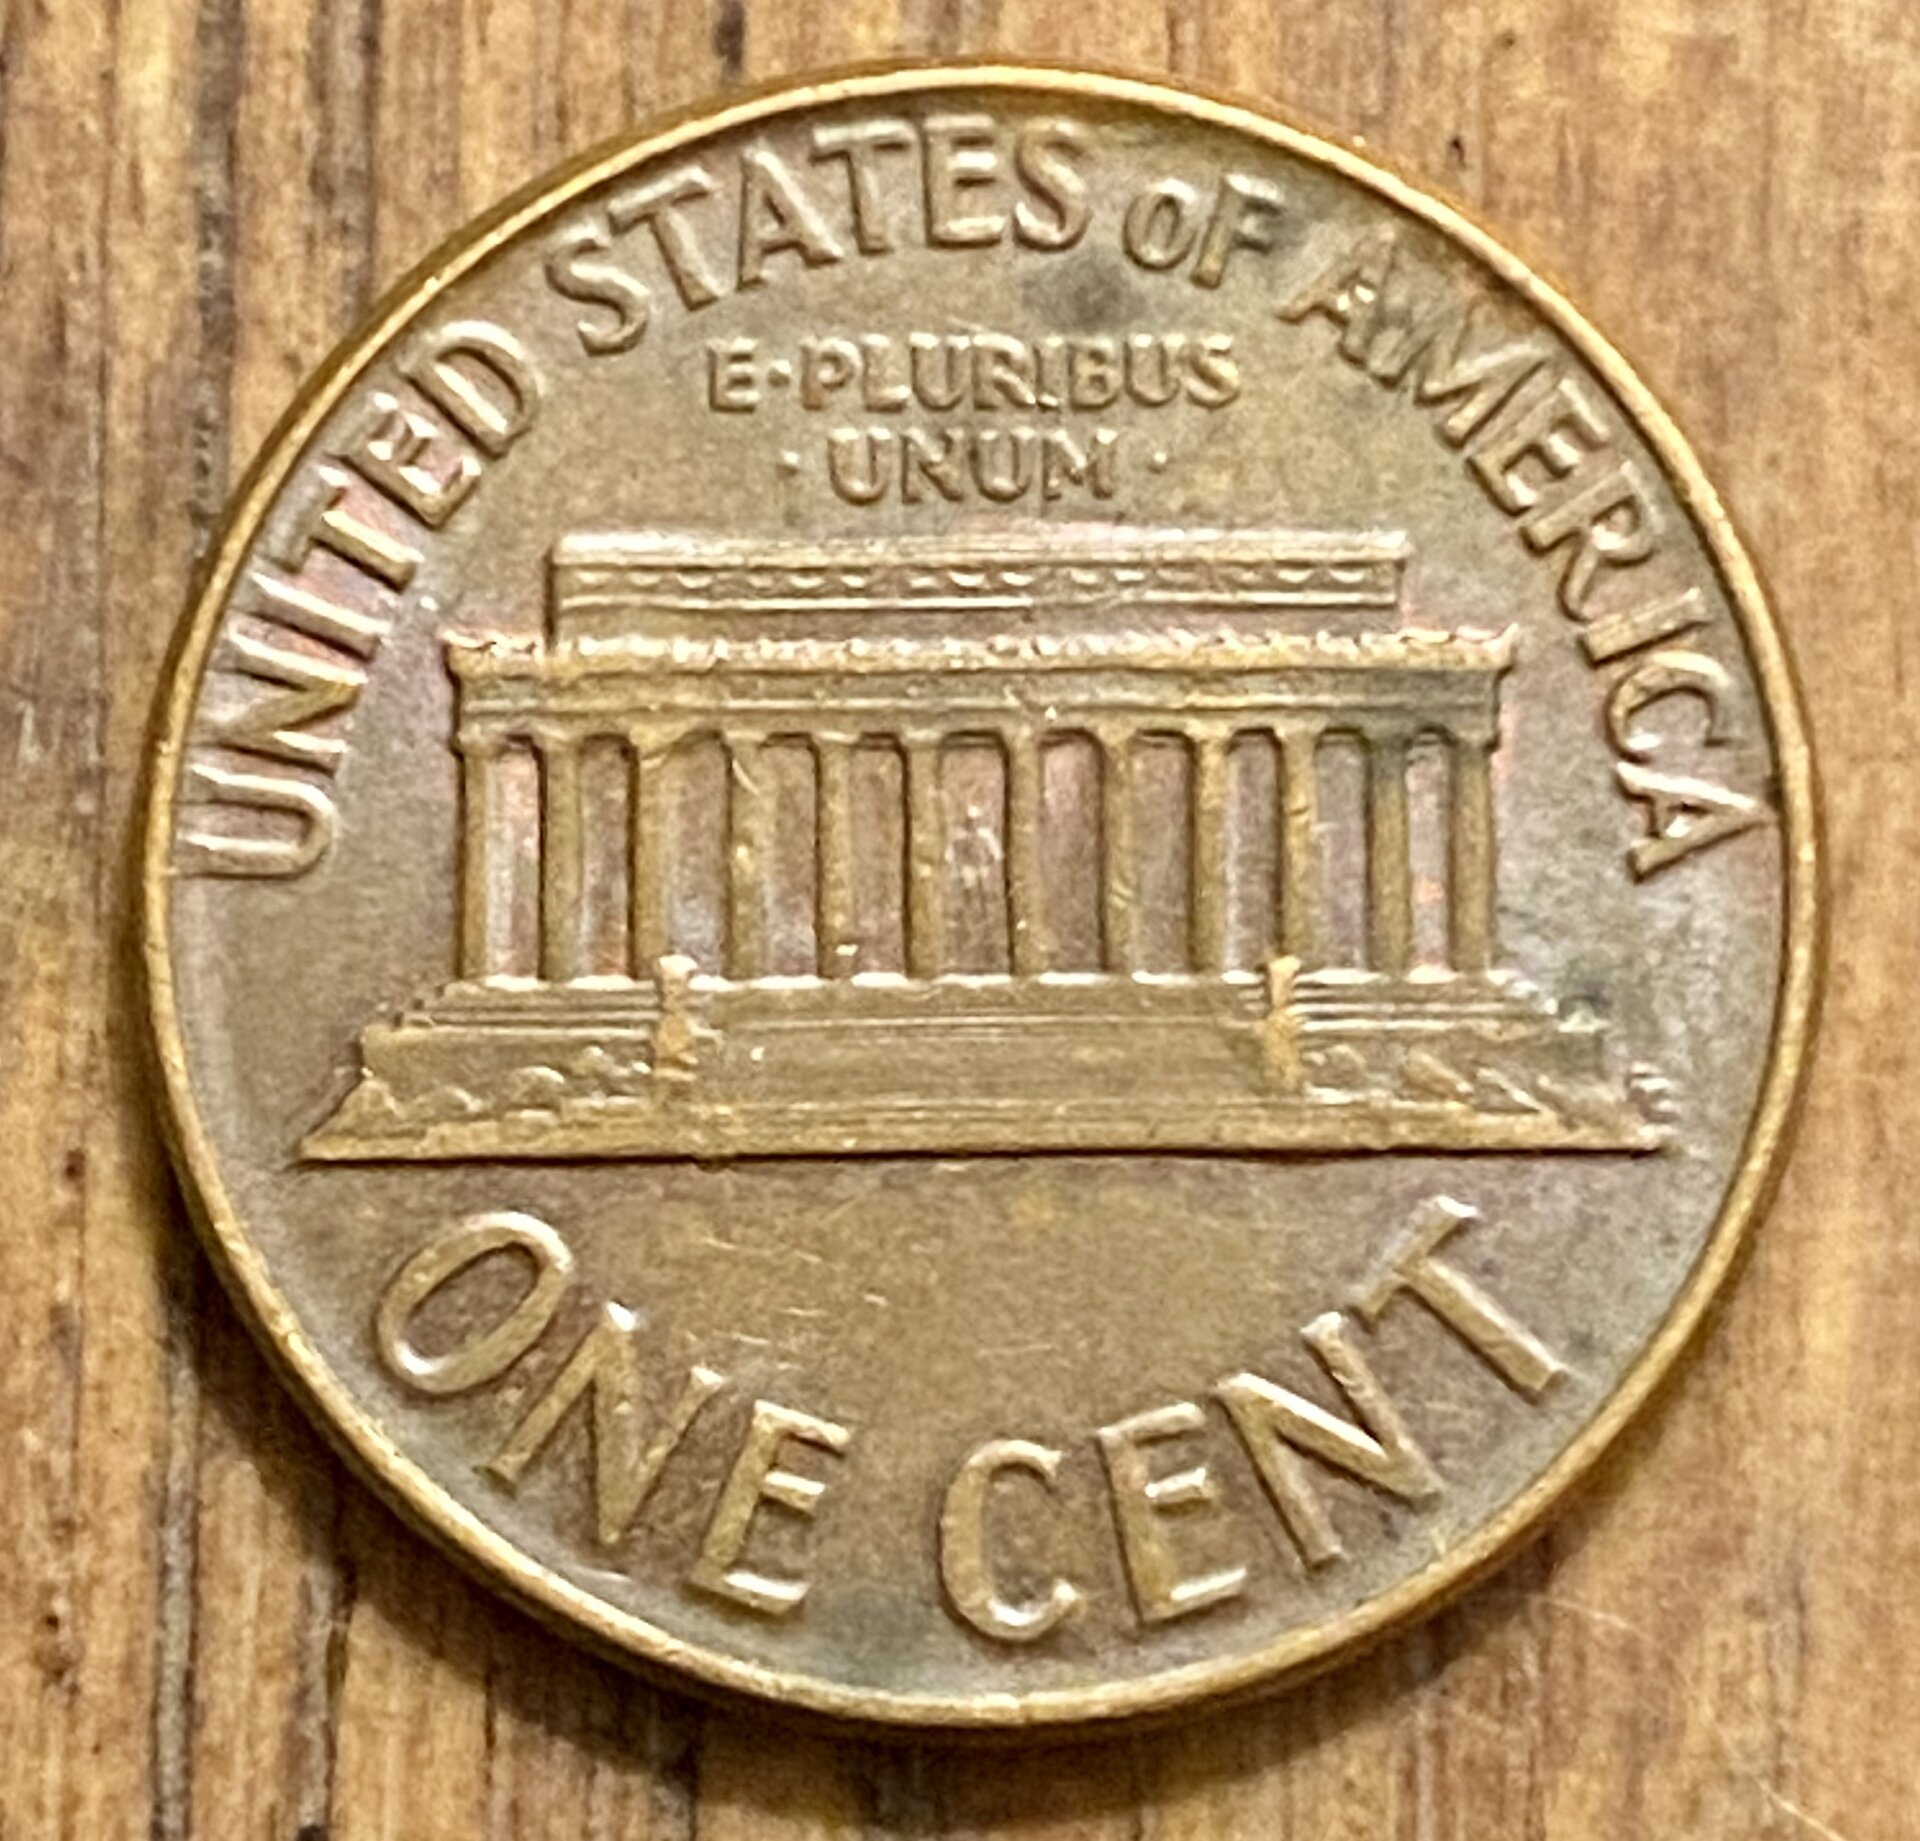 UNITED STATES OF AMERICA
E·PLURIBUS
·UNUM·
ONE CENT